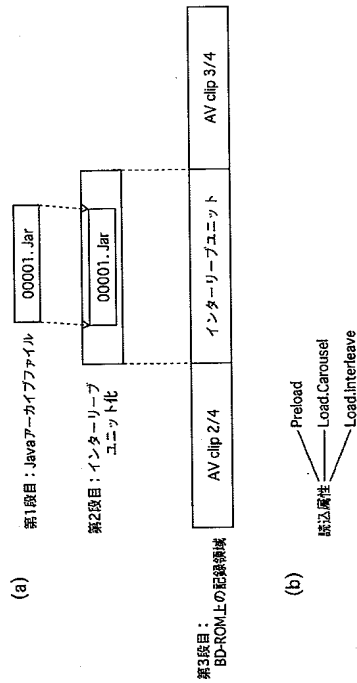 (a)
第1段目：Javaアーカイブファイル
00001. Jar
第2段目：インターリーブ
ユニット化
00001. Jar
第3段目：
BD-ROM上の記録領域
AV clip 2/4
インターリーブユニット
AV clip 3/4
(b)
読込属性
Preload
Load.Carousel
Load.Interleave